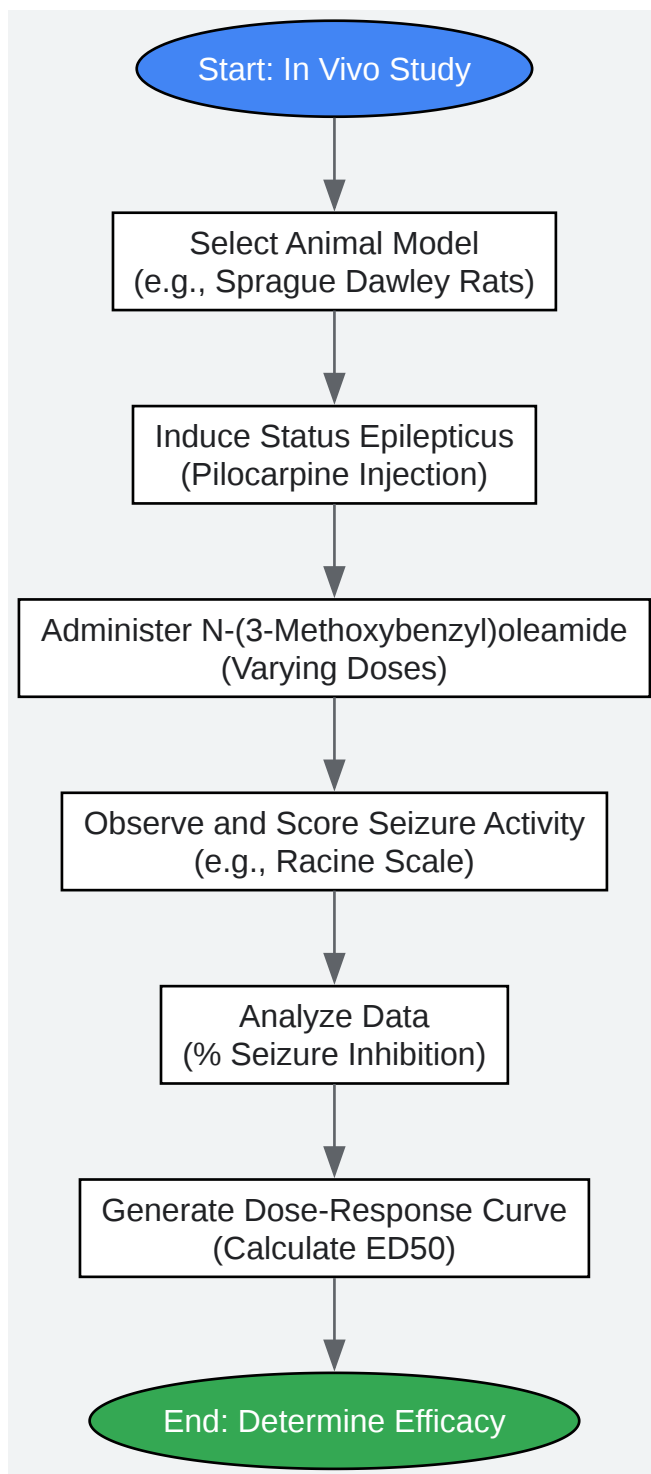 Start: In Vivo Study
Select Animal Model
(e.g., Sprague Dawley Rats)
Induce Status Epilepticus
(Pilocarpine Injection)
Administer N-(3-Methoxybenzyl)oleamide
(Varying Doses)
Observe and Score Seizure Activity
(e.g., Racine Scale)
Analyze Data
(% Seizure Inhibition)
Generate Dose-Response Curve
(Calculate ED50)
End: Determine Efficacy